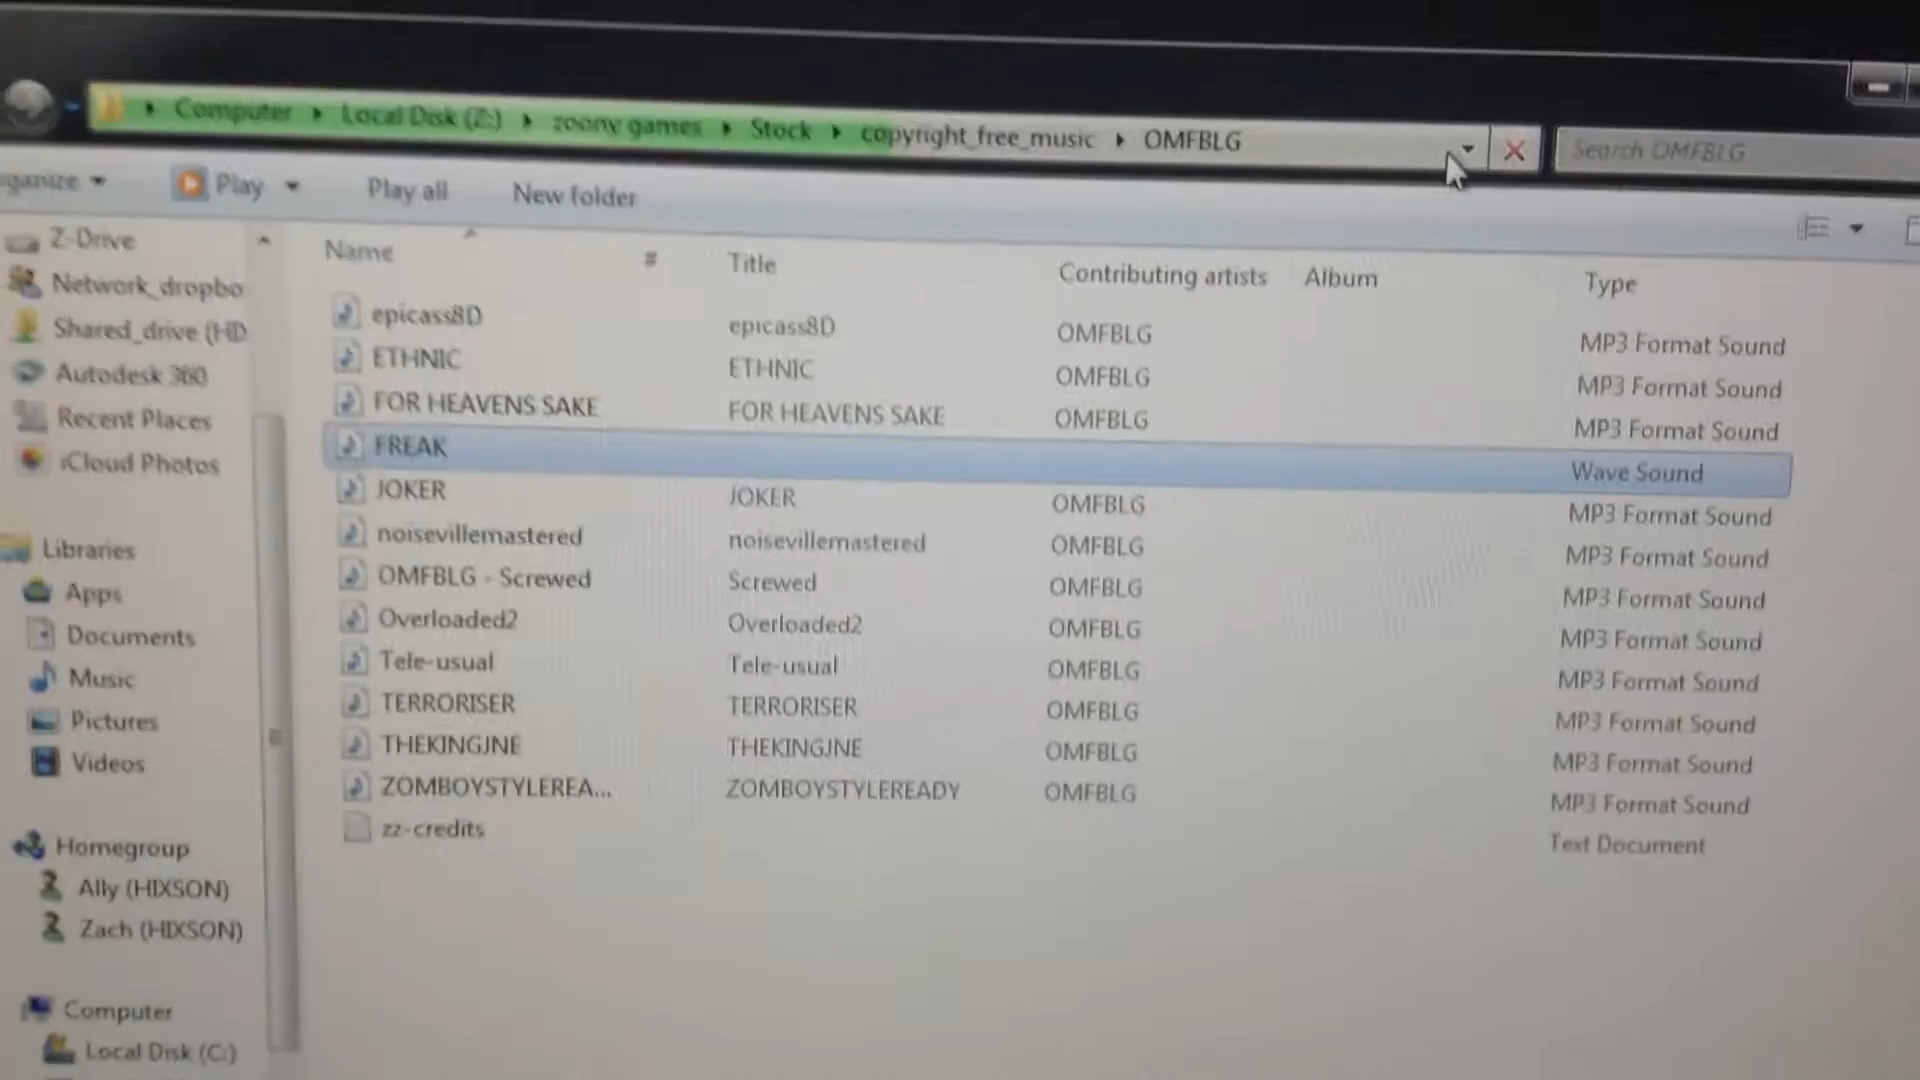 Computer Local Disk (Z:) zoony games Stock copyright_free_music OMFBLG Search OMFBLG
ganize Play Play all New folder
Name # Title Contributing artists Album Type
epicass8D epicass8D OMFBLG MP3 Format Sound
ETHNIC ETHNIC OMFBLG MP3 Format Sound
FOR HEAVENS SAKE FOR HEAVENS SAKE OMFBLG MP3 Format Sound
FREAK Wave Sound
JOKER JOKER OMFBLG MP3 Format Sound
noisevillemastered noisevillemastered OMFBLG MP3 Format Sound
OMFBLG - Screwed Screwed OMFBLG MP3 Format Sound
Overloaded2 Overloaded2 OMFBLG MP3 Format Sound
Tele-usual Tele-usual OMFBLG MP3 Format Sound
TERRORISER TERRORISER OMFBLG MP3 Format Sound
THEKINGJNE THEKINGJNE OMFBLG MP3 Format Sound
ZOMBOYSTYLEREA... ZOMBOYSTYLEREADY OMFBLG MP3 Format Sound
zz-credits Text Document
Z-Drive
Network_dropbo
Shared_drive (HD
Autodesk 360
Recent Places
iCloud Photos
Libraries
Apps
Documents
Music
Pictures
Videos
Homegroup
Ally (HIXSON)
Zach (HIXSON)
Computer
Local Disk (C:)